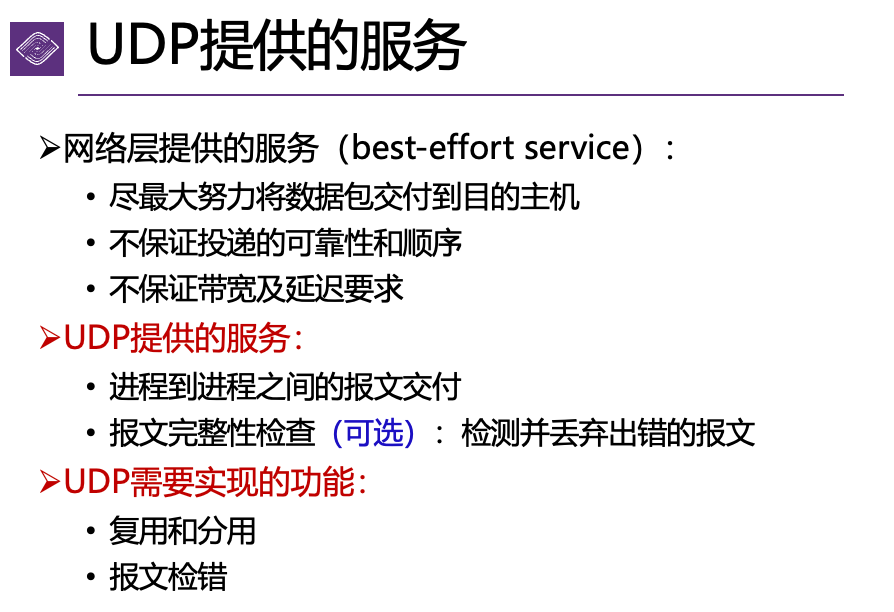 UDP提供的服务
➢网络层提供的服务（best-effort service）：
• 尽最大努力将数据包交付到目的主机
• 不保证投递的可靠性和顺序
• 不保证带宽及延迟要求
➢UDP提供的服务：
• 进程到进程之间的报文交付
• 报文完整性检查（可选）：检测并丢弃出错的报文
➢UDP需要实现的功能：
• 复用和分用
• 报文检错